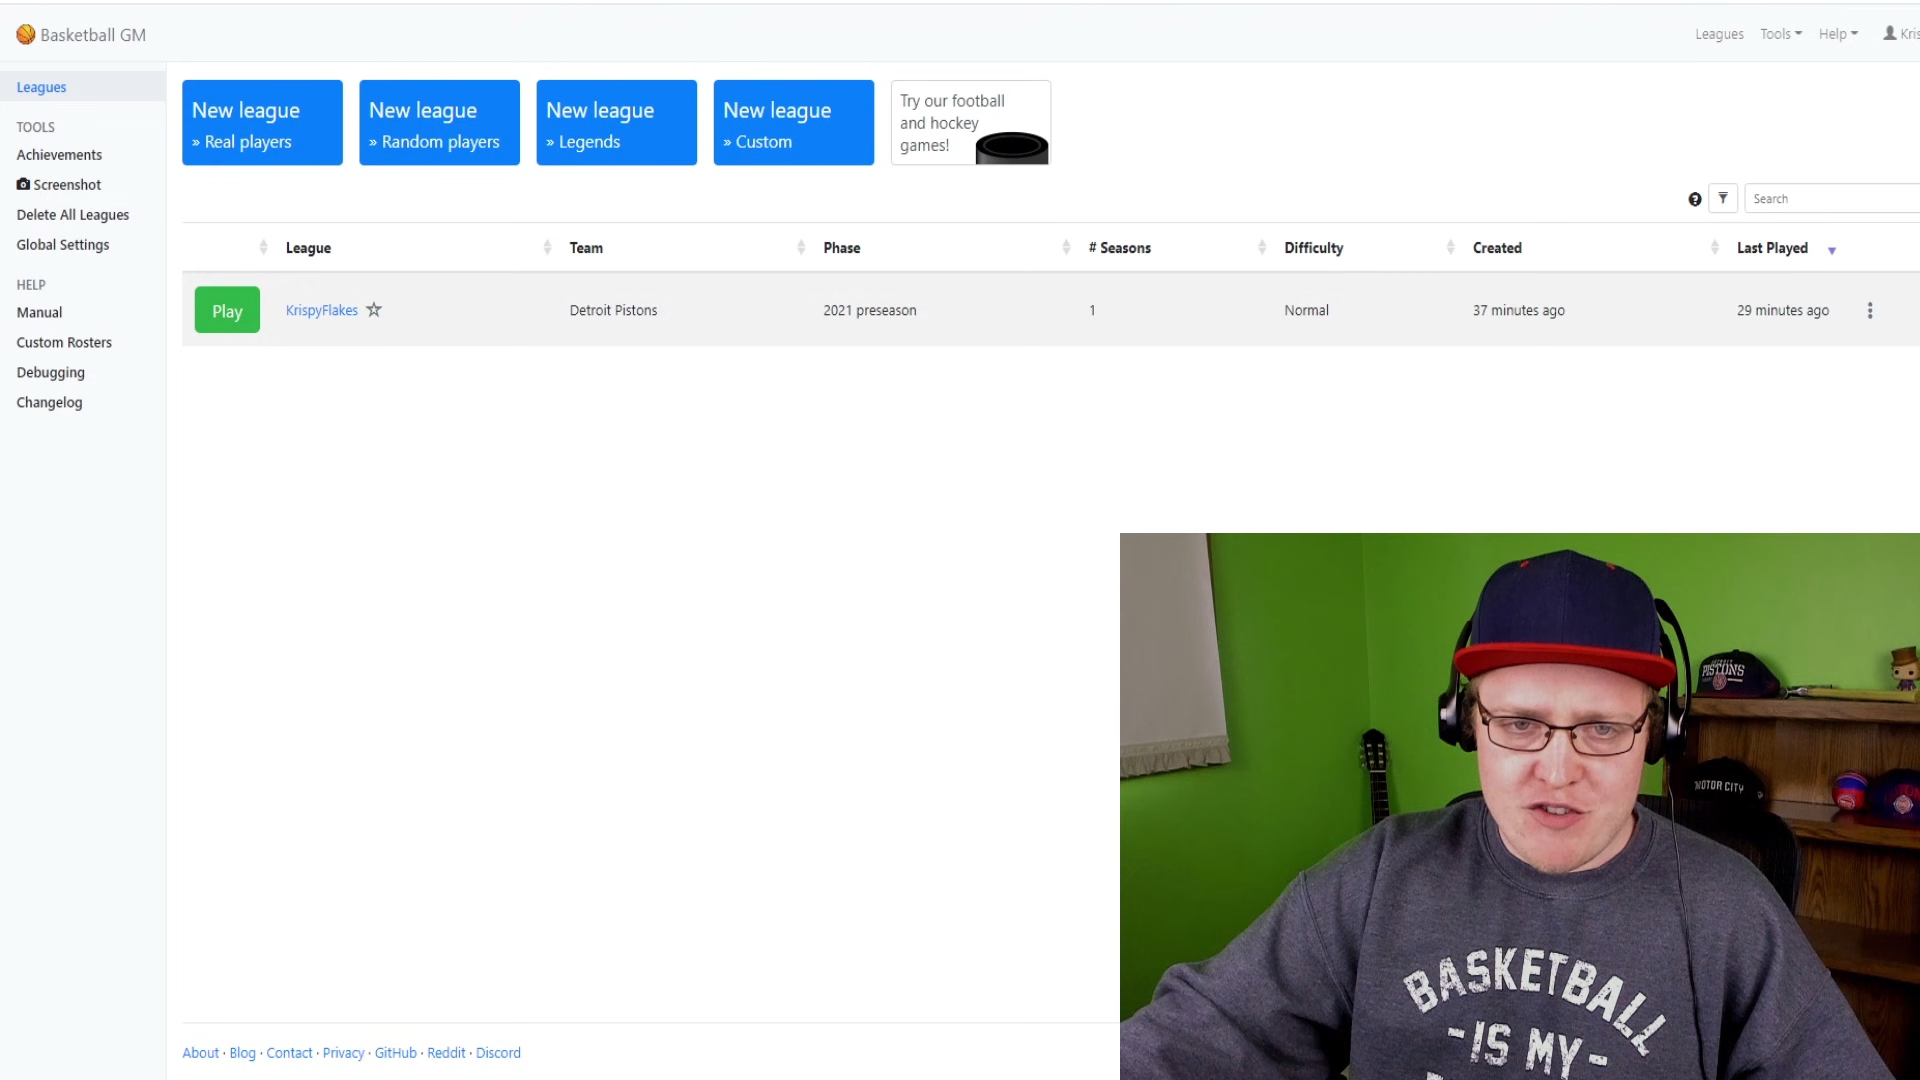 Basketball GM
Leagues Tools Help Kris
Leagues
TOOLS
Achievements
Screenshot
Delete All Leagues
Global Settings
HELP
Manual
Custom Rosters
Debugging
Changelog
New league
» Real players
New league
» Random players
New league
» Legends
New league
» Custom
Try our football
and hockey
games!
Search
League Team Phase # Seasons Difficulty Created Last Played
Play KrispyFlakes Detroit Pistons 2021 preseason 1 Normal 37 minutes ago 29 minutes ago
PISTONS
MOTOR CITY
BASKETBALL
-IS MY-
About · Blog · Contact · Privacy · GitHub · Reddit · Discord